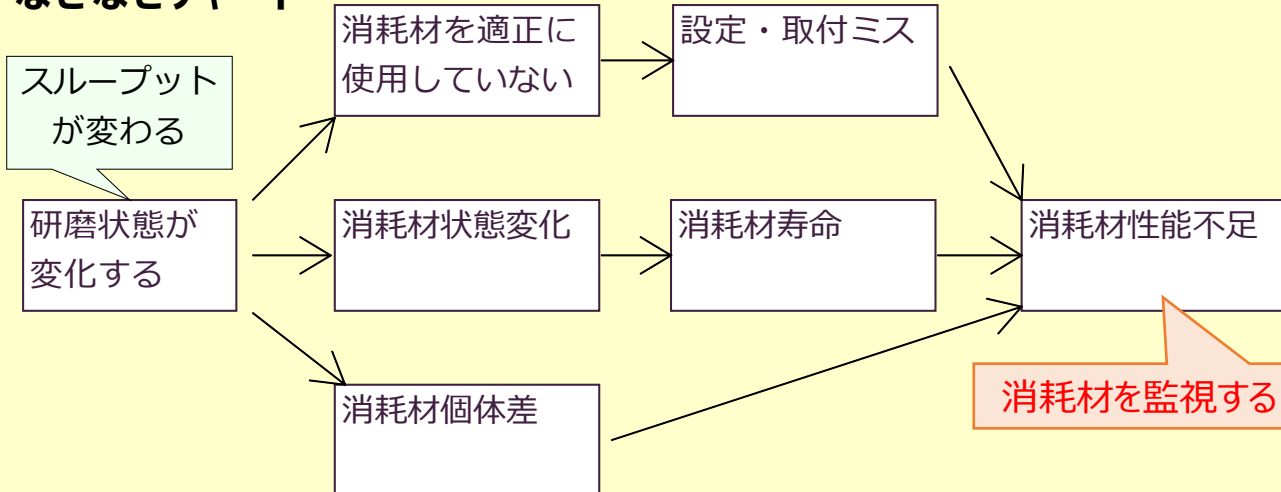 消耗材を適正に
使用していない
設定・取付ミス
スループット
が変わる
研磨状態が
変化する
消耗材状態変化
消耗材寿命
消耗材性能不足
消耗材を監視する
消耗材個体差